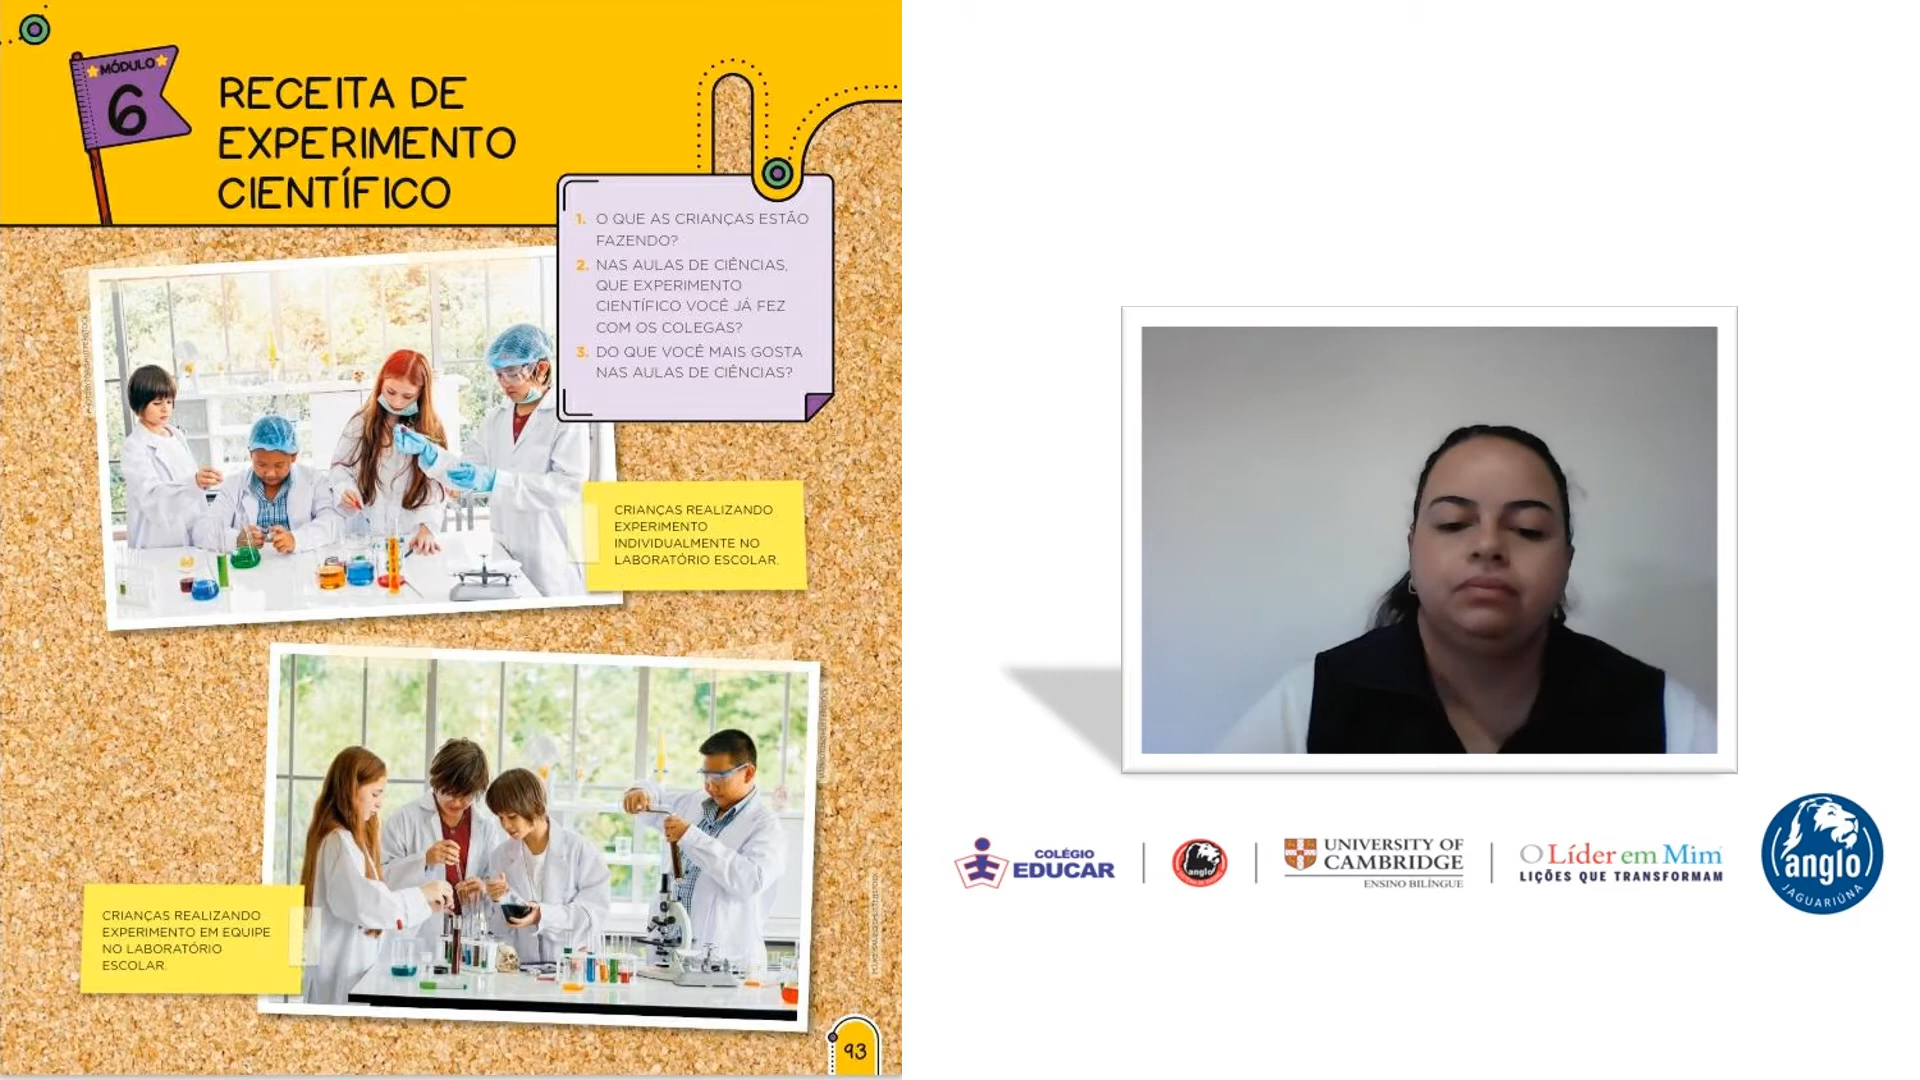 MÓDULO
6
RECEITA DE
EXPERIMENTO
CIENTÍFICO
1. O QUE AS CRIANÇAS ESTÃO
FAZENDO?
2. NAS AULAS DE CIÊNCIAS,
QUE EXPERIMENTO
CIENTÍFICO VOCÊ JÁ FEZ
COM OS COLEGAS?
3. DO QUE VOCÊ MAIS GOSTA
NAS AULAS DE CIÊNCIAS?
CRIANÇAS REALIZANDO
EXPERIMENTO
INDIVIDUALMENTE NO
LABORATÓRIO ESCOLAR.
CRIANÇAS REALIZANDO
EXPERIMENTO EM EQUIPE
NO LABORATÓRIO
ESCOLAR.
93
COLÉGIO
EDUCAR
anglo
UNIVERSITY OF
CAMBRIDGE
ENSINO BILÍNGUE
O Líder em Mim
LIÇÕES QUE TRANSFORMAM
anglo
JAGUARIÚNA